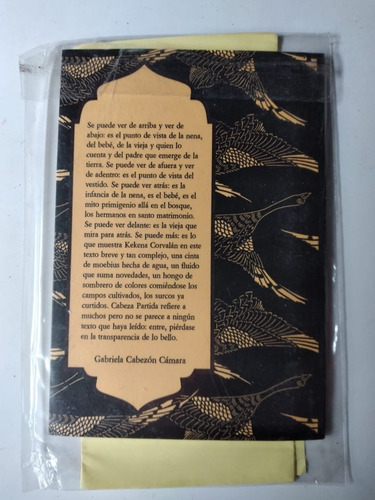 Se puede ver de arriba y ver de
abajo: es el punto de vista de la nena,
del bebé, de la vieja y quien lo
cuenta y del padre que emerge de la
tierra. Se puede ver de afuera y ver
de adentro: es el punto de vista del
vestido. Se puede ver atrás: es la
infancia de la nena, es el bebé, es el
mito primigenio allá en el bosque,
los hermanos en santo matrimonio.
Se puede ver delante: es la vieja que
mira para atrás. Se puede más: es lo
que muestra Kekena Corvalán en este
texto breve y tan complejo, una cinta
de moebius hecha de agua, un fluido
que suma novedades, un hongo de
sombrero de colores comiéndose los
campos cultivados, los surcos ya
curtidos. Cabeza Partida refiere a
muchos pero no se parece a ningún
texto que haya leído: entre, piérdase
en la transparencia de lo bello.
Gabriela Cabezón Cámara